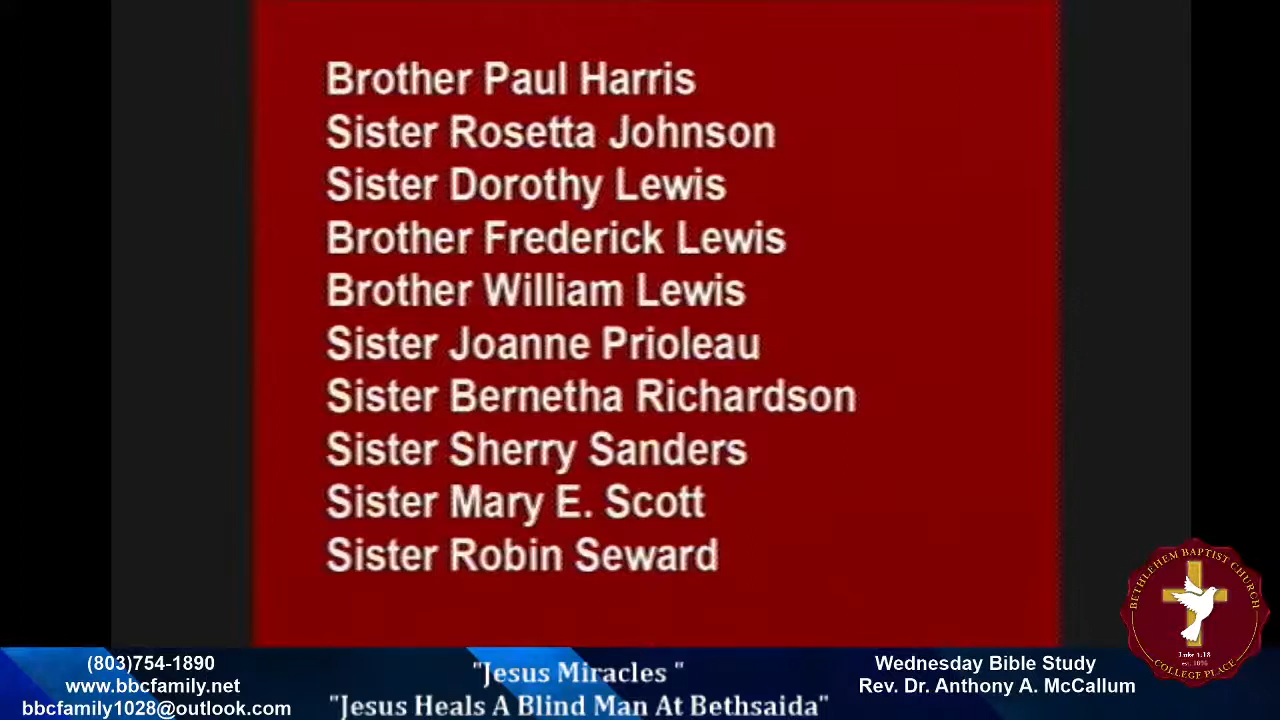 Brother Paul Harris
Sister Rosetta Johnson
Sister Dorothy Lewis
Brother Frederick Lewis
Brother William Lewis
Sister Joanne Prioleau
Sister Bernetha Richardson
Sister Sherry Sanders
Sister Mary E. Scott
Sister Robin Seward
BETHLEHEM BAPTIST CHURCH
Luke 4:18
COLLEGE PLACE
(803)754-1890
www.bbcfamily.net
bbcfamily1028@outlook.com
"Jesus Miracles "
"Jesus Heals A Blind Man At Bethsaida"
Wednesday Bible Study
Rev. Dr. Anthony A. McCallum